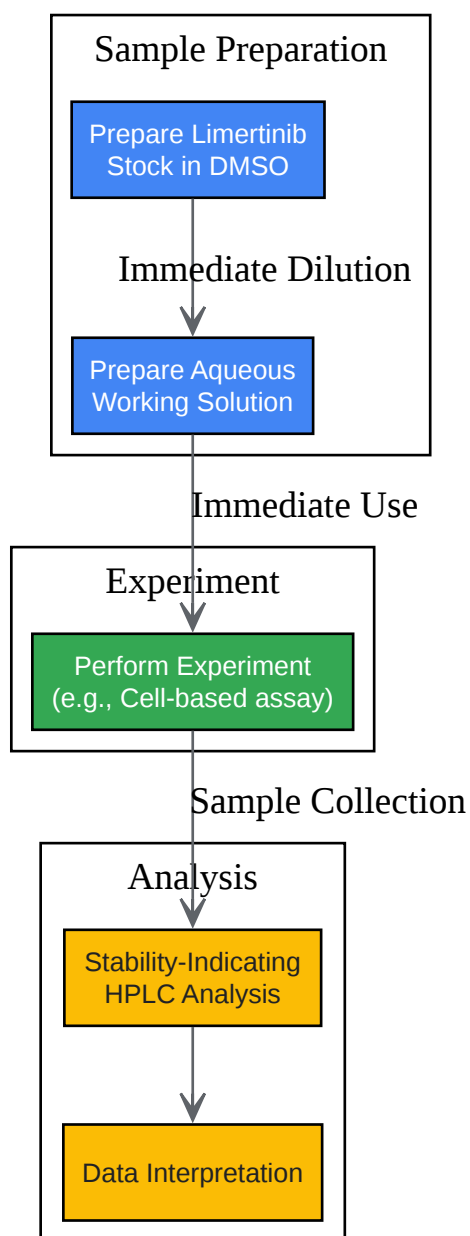 Sample Preparation
Prepare Limertinib
Stock in DMSO
Immediate Dilution
Prepare Aqueous
Working Solution
Immediate Use
Experiment
Perform Experiment
(e.g., Cell-based assay)
Sample Collection
Analysis
Stability-Indicating
HPLC Analysis
Data Interpretation